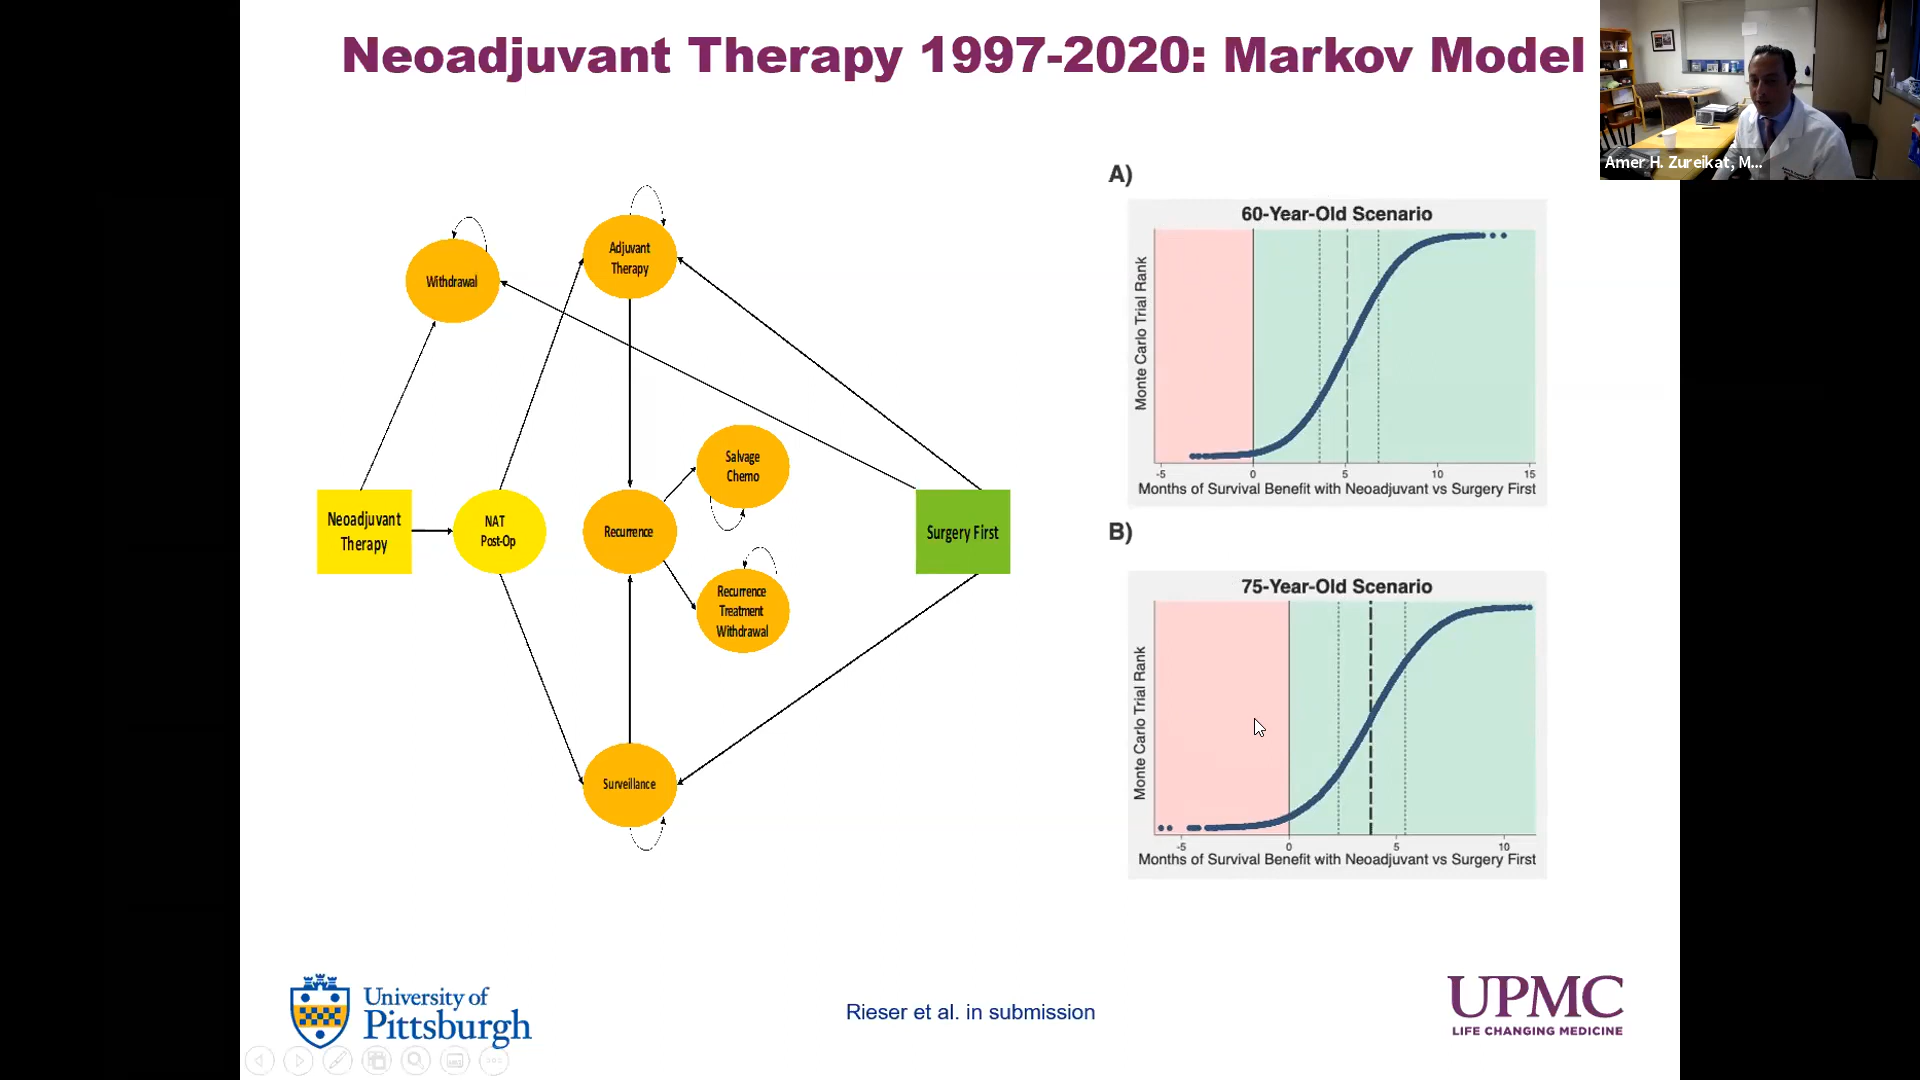 Neoadjuvant Therapy 1997-2020: Markov Model
Amer H. Zureikat, M...
Withdrawal
Adjuvant
Therapy
Neoadjuvant
Therapy
NAT
Post-Op
Recurrence
Salvage
Chemo
Recurrence
Treatment
Withdrawal
Surveillance
Surgery First
A)
60-Year-Old Scenario
Monte Carlo Trial Rank
-5 0 5 10 15
Months of Survival Benefit with Neoadjuvant vs Surgery First
B)
75-Year-Old Scenario
Monte Carlo Trial Rank
-5 0 5 10
Months of Survival Benefit with Neoadjuvant vs Surgery First
University of
Pittsburgh
Rieser et al. in submission
UPMC
LIFE CHANGING MEDICINE